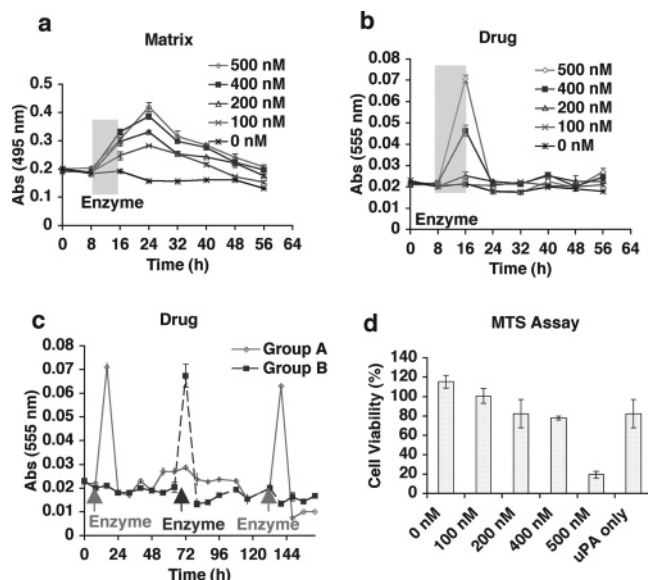 a
Matrix
500 nM
400 nM
200 nM
100 nM
0 nM
Abs (495 nm)
0.5
0.4
0.3
0.2
0.1
0
Enzyme
0 8 16 24 32 40 48 56 64
Time (h)
b
Drug
500 nM
400 nM
200 nM
100 nM
0 nM
Abs (555 nm)
0.08
0.07
0.06
0.05
0.04
0.03
0.02
0.01
0.00
Enzyme
0 8 16 24 32 40 48 56 64
Time (h)
c
Drug
Group A
Group B
Abs (555 nm)
0.08
0.07
0.06
0.05
0.04
0.03
0.02
0.01
0
Enzyme Enzyme Enzyme
0 24 48 72 96 120 144
Time (h)
d
MTS Assay
Cell Viability (%)
140
120
100
80
60
40
20
0
0 nM
100 nM
200 nM
400 nM
500 nM
uPA only